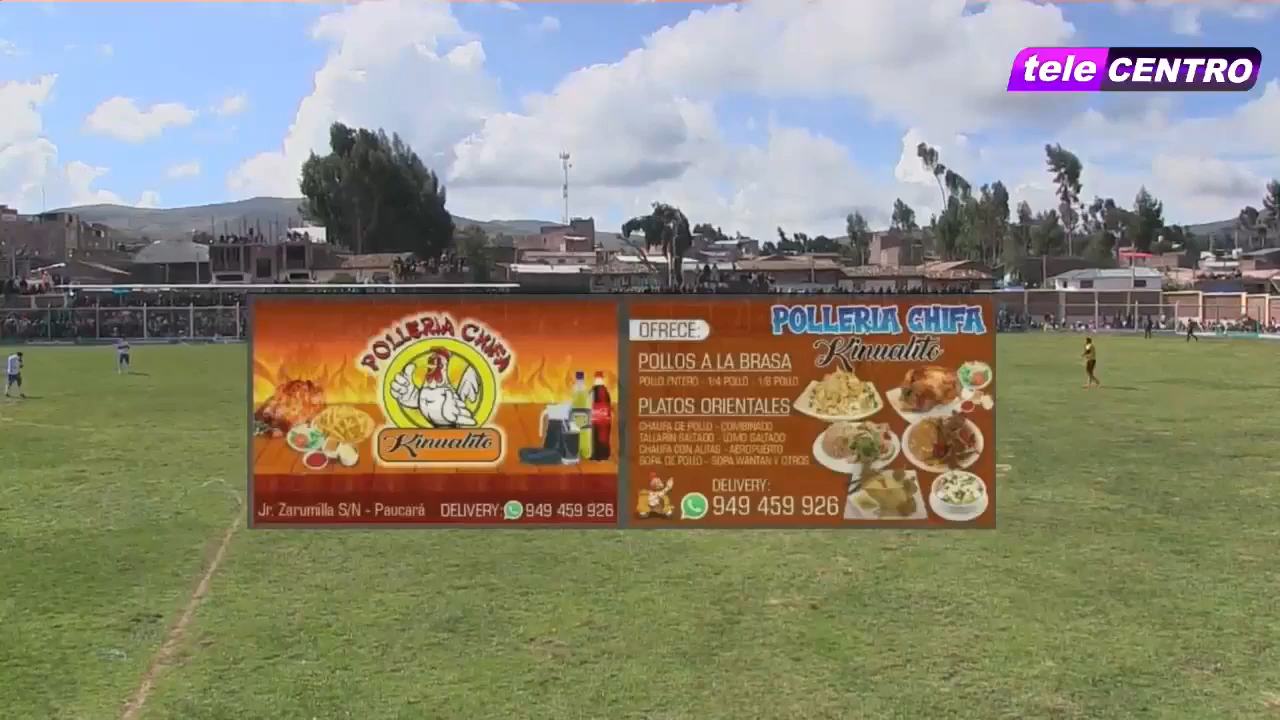 tele CENTRO
POLLERIA CHIFA
Kinualito
Jr. Zarumilla S/N - Paucará DELIVERY: 949 459 926
OFRECE:
POLLERIA CHIFA
Kinualito
POLLOS A LA BRASA
POLLO ENTERO - 1/4 POLLO - 1/8 POLLO
PLATOS ORIENTALES
CHAUFA DE POLLO - COMBINADO
TALLARIN SALTADO - LOMO SALTADO
CHAUFA CON ALITAS - AEROPUERTO
SOPA DE POLLO - SOPA WANTAN Y OTROS
DELIVERY:
949 459 926